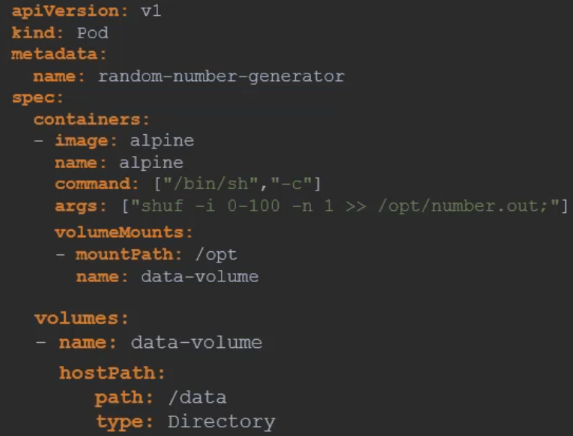 apiVersion: v1
kind: Pod
metadata:
  name: random-number-generator
spec:
  containers:
  - image: alpine
    name: alpine
    command: ["/bin/sh","-c"]
    args: ["shuf -i 0-100 -n 1 >> /opt/number.out;"]
    volumeMounts:
    - mountPath: /opt
      name: data-volume
  volumes:
  - name: data-volume
    hostPath:
      path: /data
      type: Directory